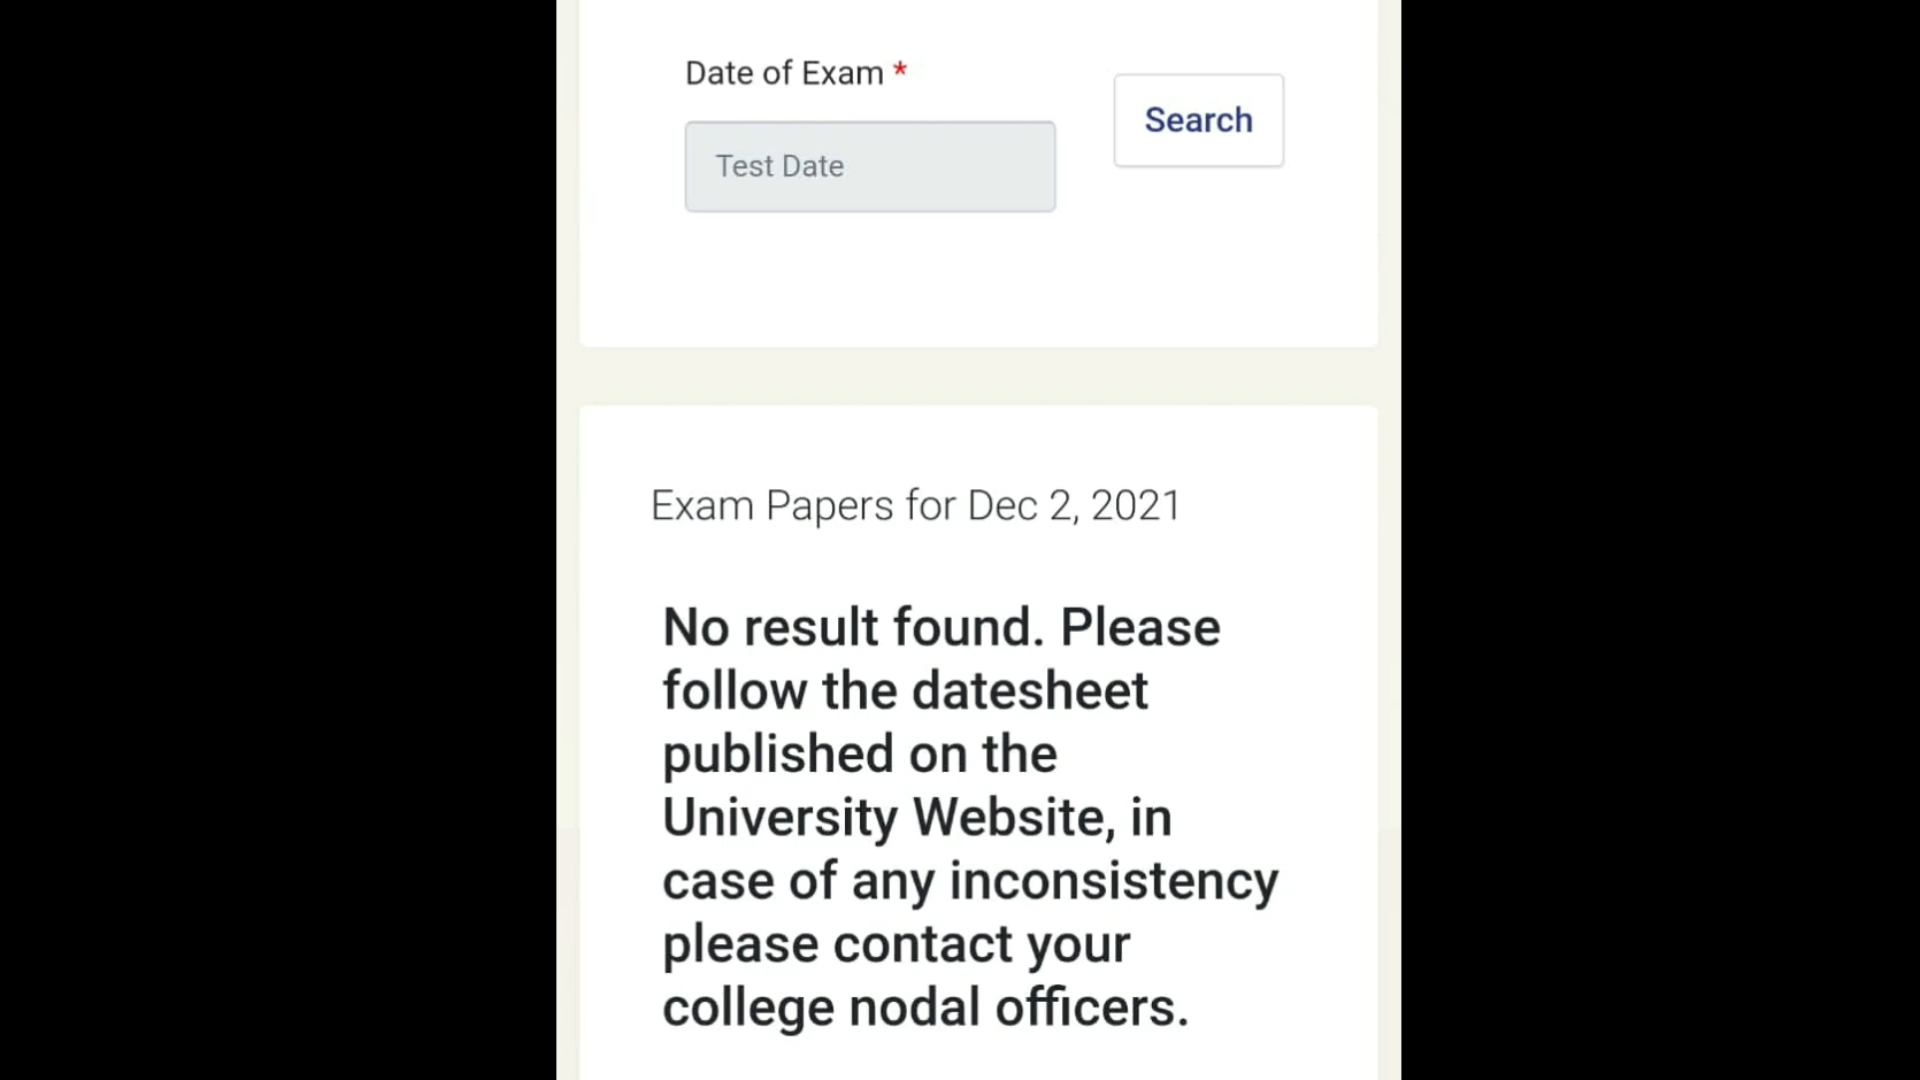 Date of Exam *
Search
Test Date
Exam Papers for Dec 2, 2021
No result found. Please
follow the datesheet
published on the
University Website, in
case of any inconsistency
please contact your
college nodal officers.